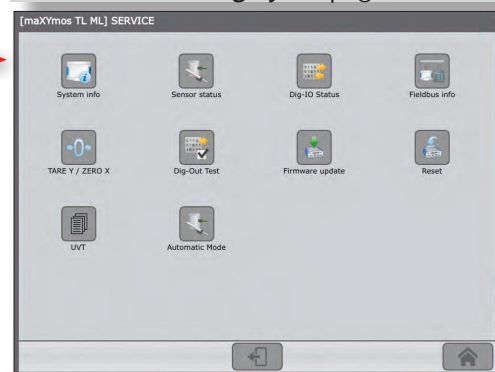 [maXYmos TL ML] SERVICE
System info
Sensor status
Dig-IO Status
Fieldbus info
TARE Y / ZERO X
Dig-Out Test
Firmware update
Reset
UVT
Automatic Mode